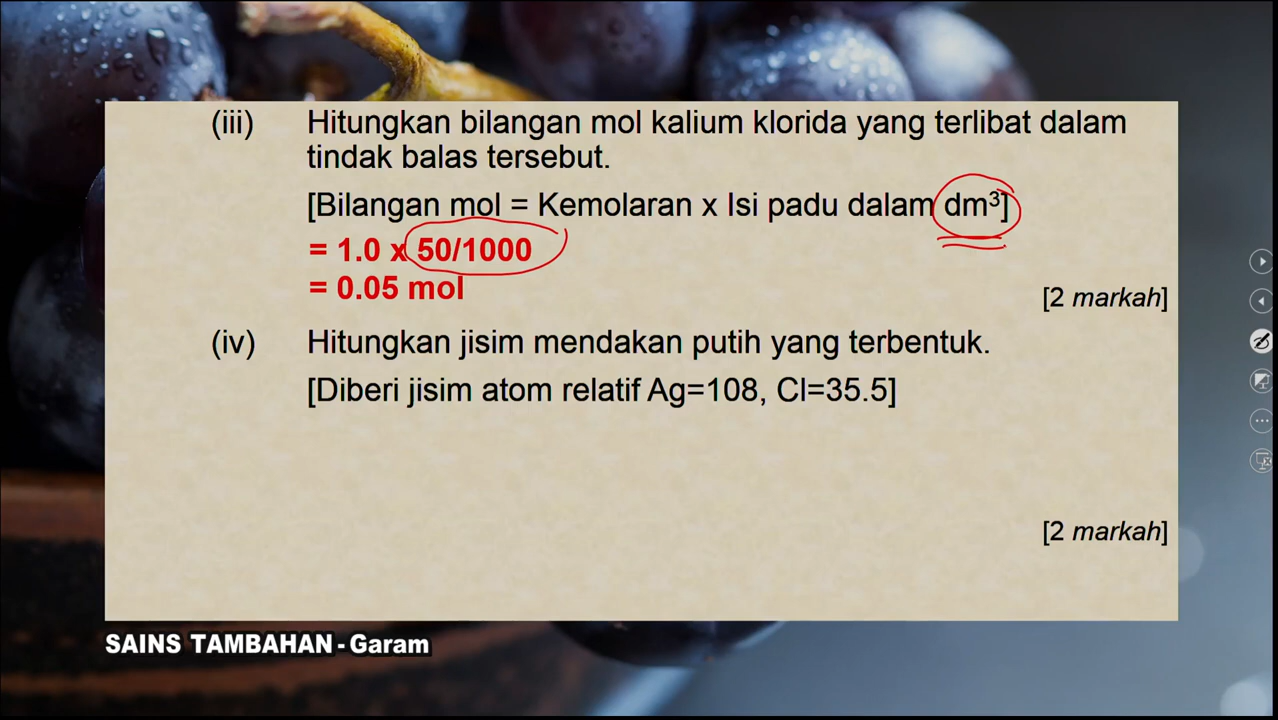 (iii) Hitungkan bilangan mol kalium klorida yang terlibat dalam
tindak balas tersebut.
[Bilangan mol = Kemolaran x Isi padu dalam dm³]
= 1.0 x 50/1000
= 0.05 mol
[2 markah]
(iv) Hitungkan jisim mendakan putih yang terbentuk.
[Diberi jisim atom relatif Ag=108, Cl=35.5]
[2 markah]
SAINS TAMBAHAN - Garam